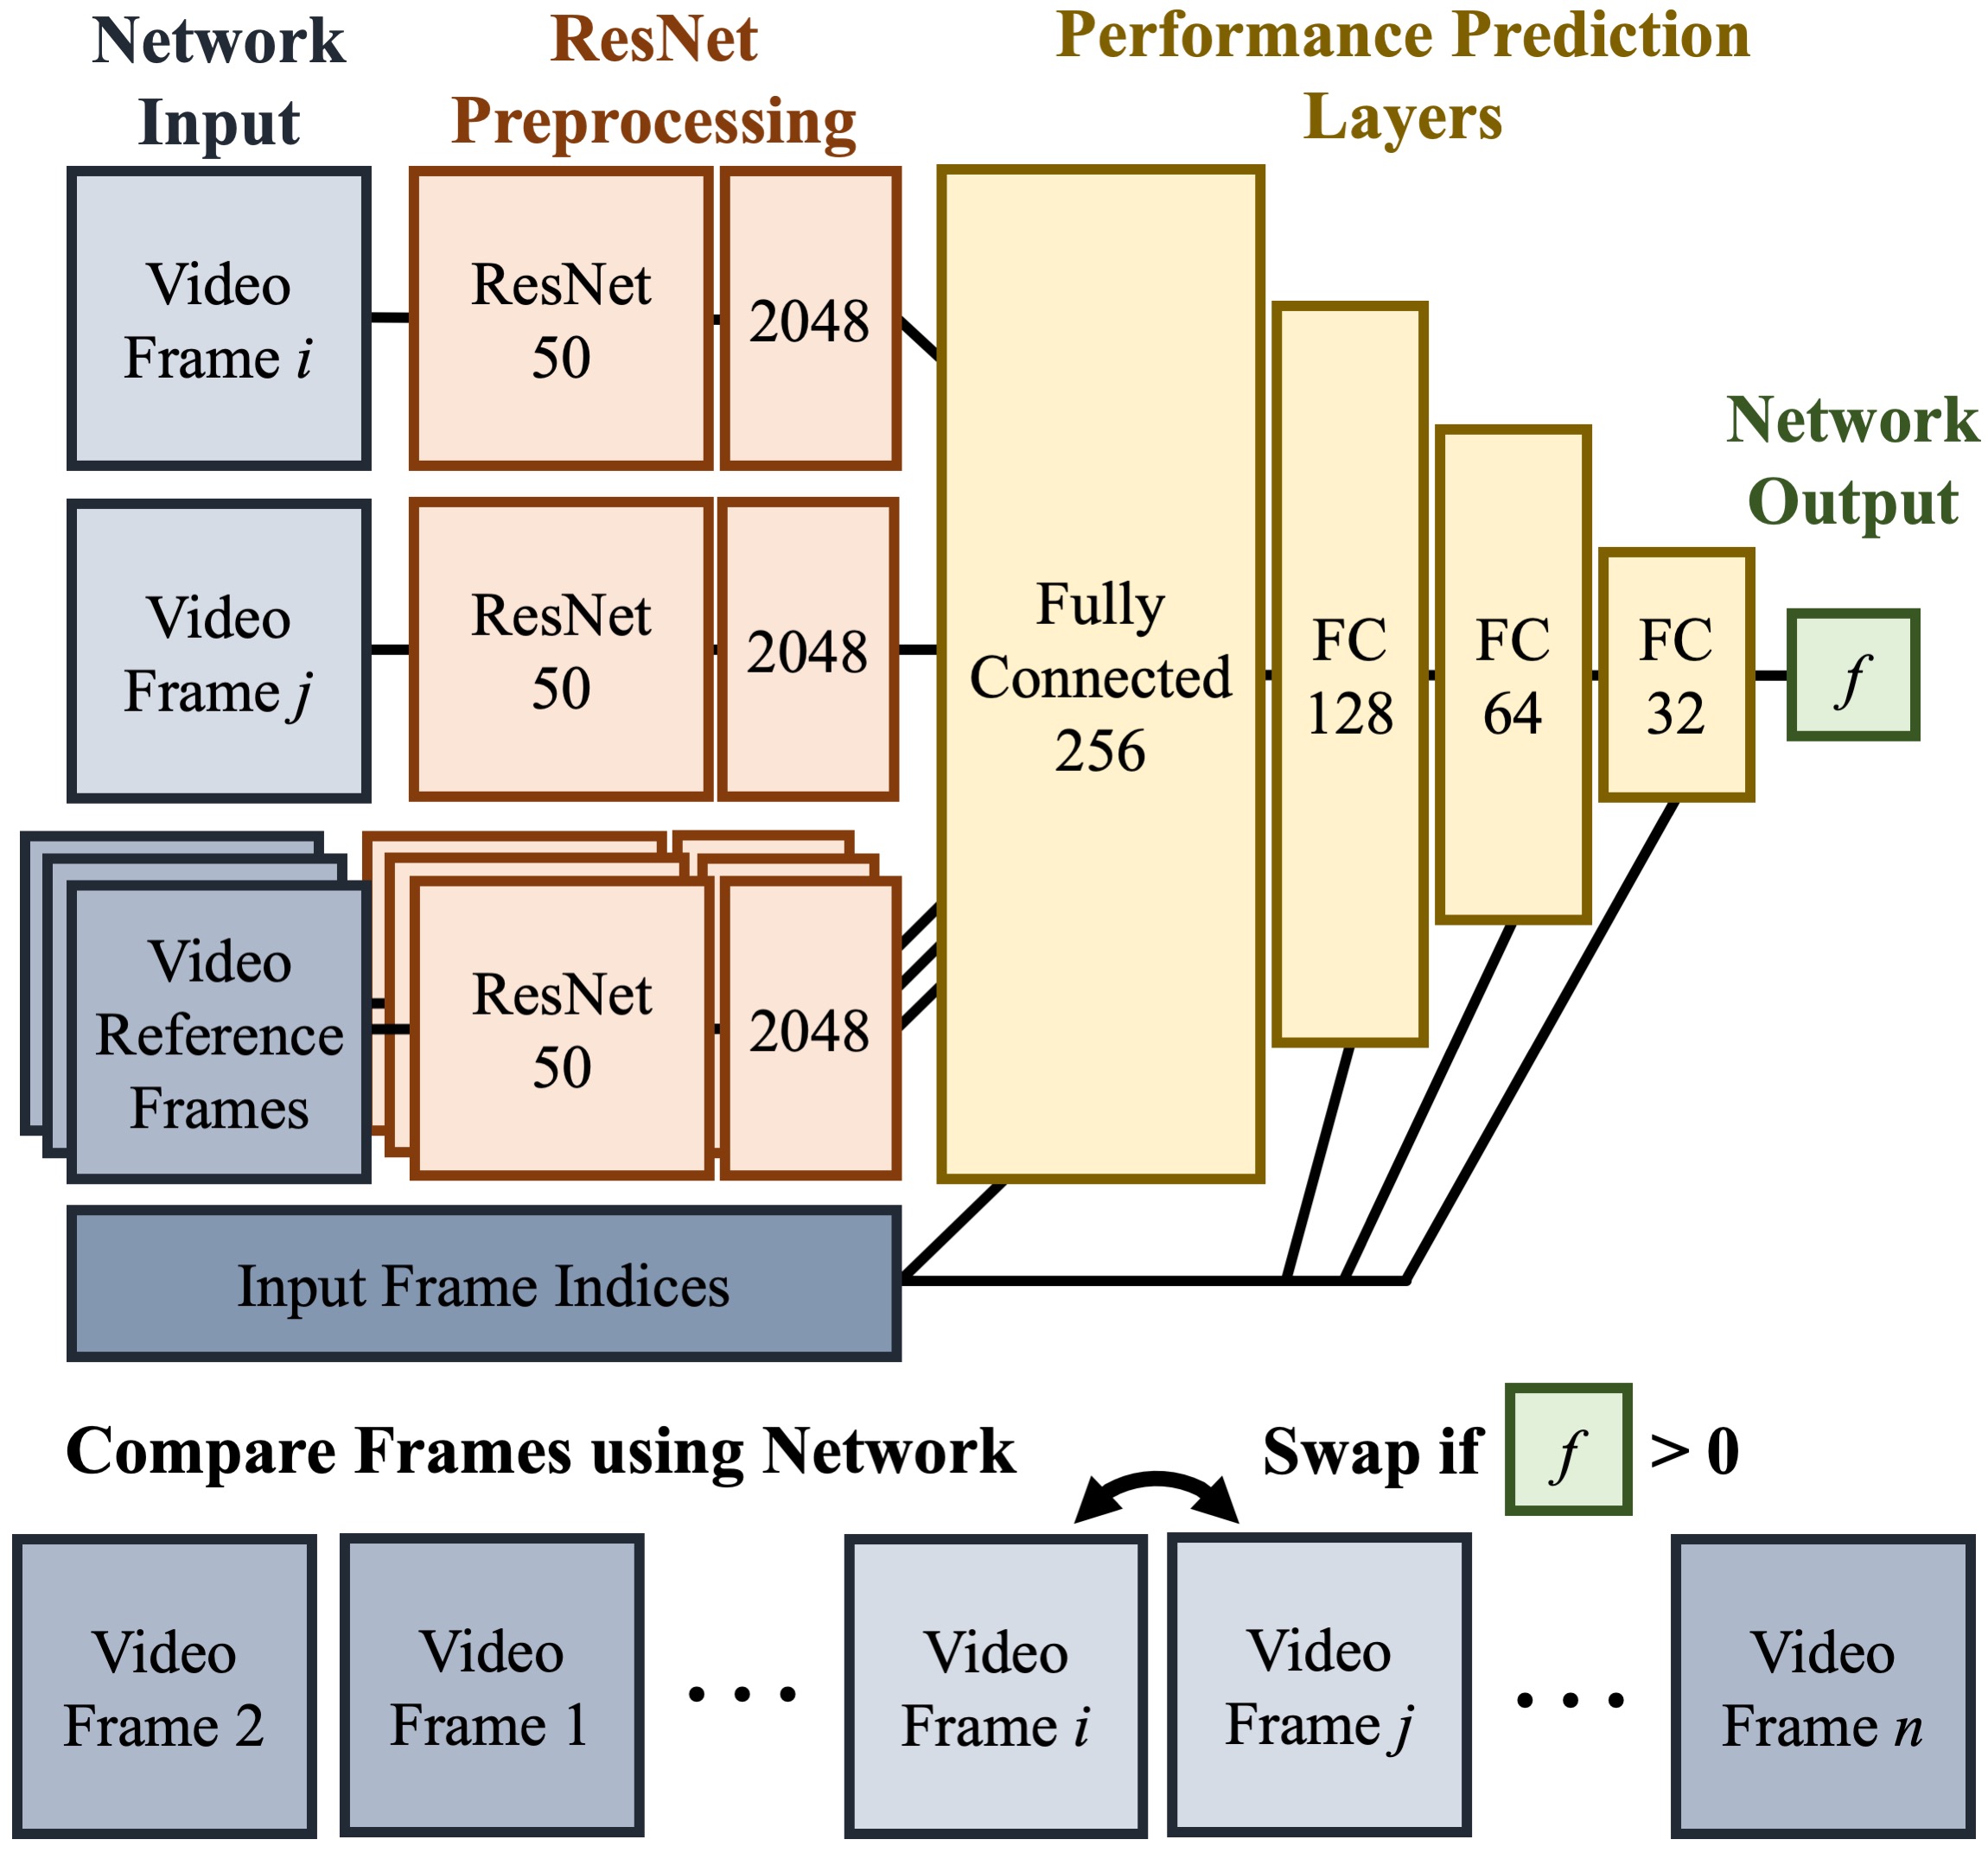 Network
Input
ResNet
Preprocessing
Performance Prediction
Layers
Video
Frame i
ResNet
50
2048
Video
Frame j
ResNet
50
2048
Video
Reference
Frames
ResNet
50
2048
Fully
Connected
256
FC
128
FC
64
FC
32
Network
Output
f
Input Frame Indices
Compare Frames using Network
Swap if f > 0
Video
Frame 2
Video
Frame 1
. . .
Video
Frame i
Video
Frame j
. . .
Video
Frame n